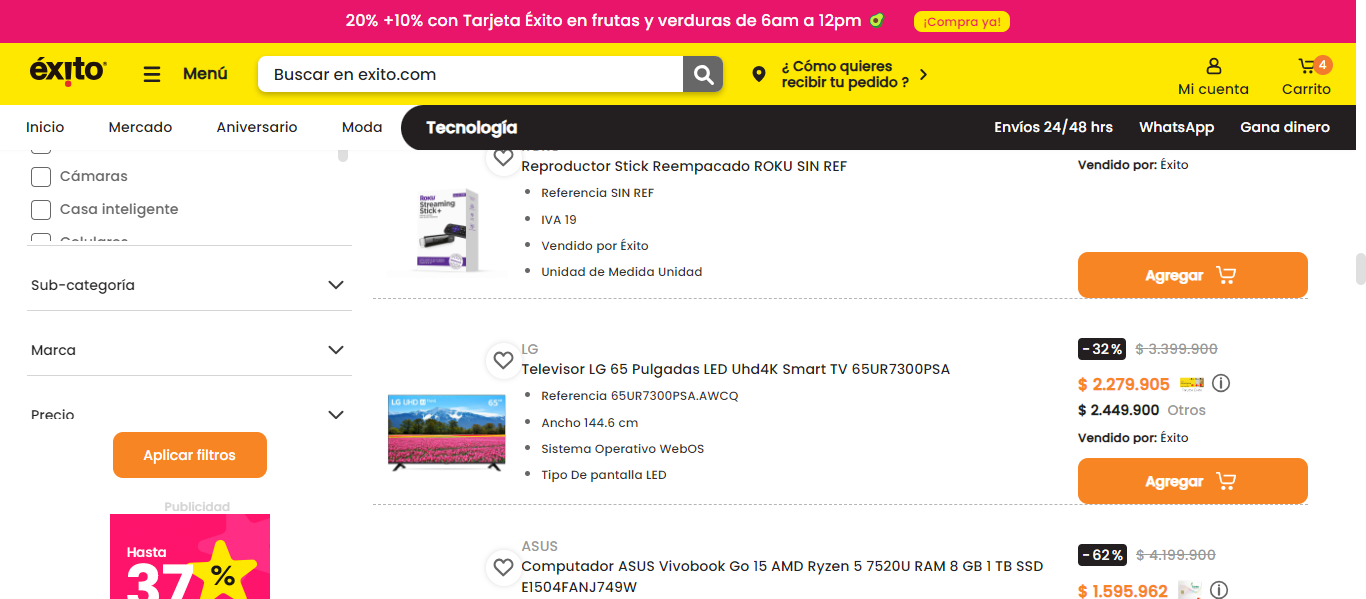 20% +10% con Tarjeta Éxito en frutas y verduras de 6am a 12pm
¡Compra ya!
éxito
Menú
Buscar en exito.com
¿ Cómo quieres
recibir tu pedido ?
Mi cuenta
4
Carrito
Inicio
Mercado
Aniversario
Moda
Tecnología
Envíos 24/48 hrs
WhatsApp
Gana dinero
Cámaras
Casa inteligente
Celulares
Sub-categoría
Marca
Precio
Aplicar filtros
Publicidad
Hasta
37%
Roku
Streaming
Stick+
Reproductor Stick Reempacado ROKU SIN REF
Referencia SIN REF
IVA 19
Vendido por Éxito
Unidad de Medida Unidad
Vendido por: Éxito
Agregar
LG UHD
65"
LG
Televisor LG 65 Pulgadas LED Uhd4K Smart TV 65UR7300PSA
Referencia 65UR7300PSA.AWCQ
Ancho 144.6 cm
Sistema Operativo WebOS
Tipo De pantalla LED
-32%
$ 3.399.900
$ 2.279.905
$ 2.449.900 Otros
Vendido por: Éxito
Agregar
ASUS
Computador ASUS Vivobook Go 15 AMD Ryzen 5 7520U RAM 8 GB 1 TB SSD
E1504FANJ749W
-62%
$ 4.199.900
$ 1.595.962